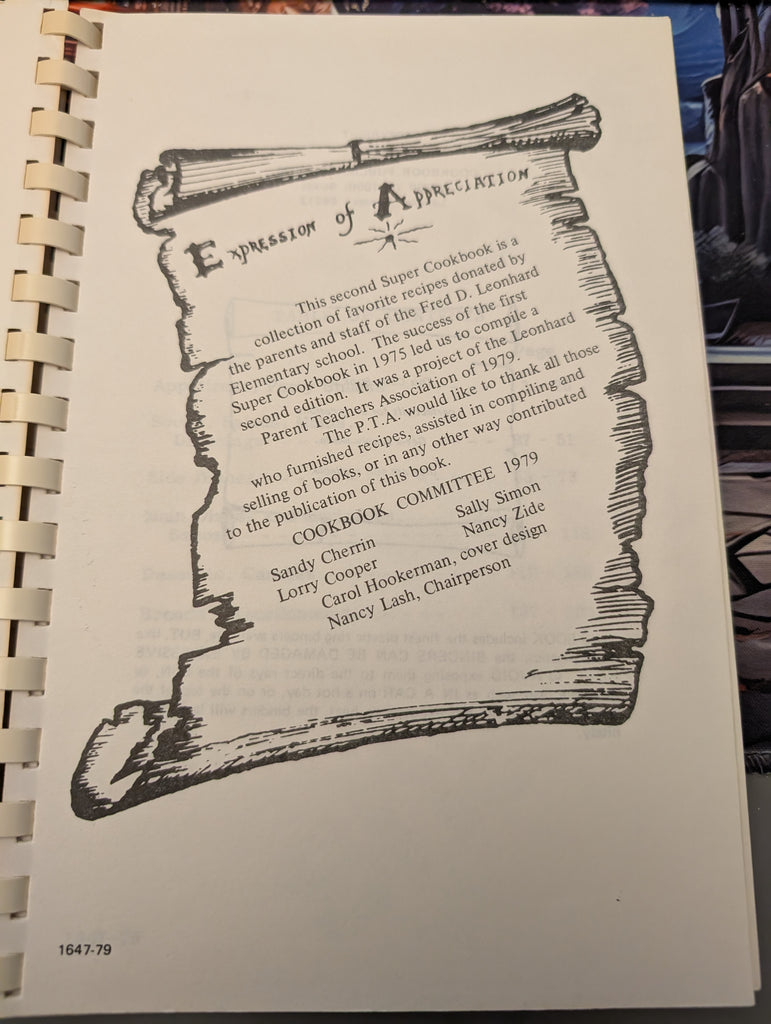 EXPRESSION of APPRECIATION
This second Super Cookbook is a
collection of favorite recipes donated by
the parents and staff of the Fred D. Leonhard
Elementary school. The success of the first
Super Cookbook in 1975 led us to compile a
second edition. It was a project of the Leonhard
Parent Teachers Association of 1979.
The P.T.A. would like to thank all those
who furnished recipes, assisted in compiling and
selling of books, or in any other way contributed
to the publication of this book.
COOKBOOK COMMITTEE 1979
Sandy Cherrin Sally Simon
Lorry Cooper Nancy Zide
Carol Hookerman, cover design
Nancy Lash, Chairperson
1647-79